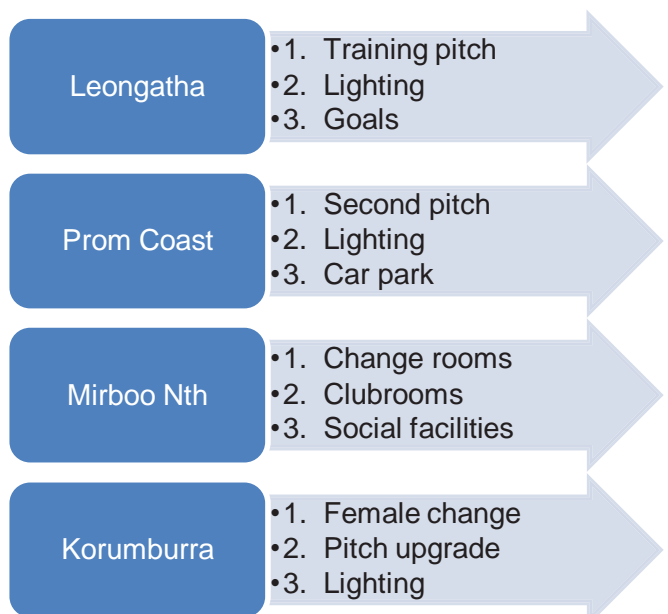 Leongatha
•1. Training pitch
•2. Lighting
•3. Goals
Prom Coast
•1. Second pitch
•2. Lighting
•3. Car park
Mirboo Nth
•1. Change rooms
•2. Clubrooms
•3. Social facilities
Korumburra
•1. Female change
•2. Pitch upgrade
•3. Lighting